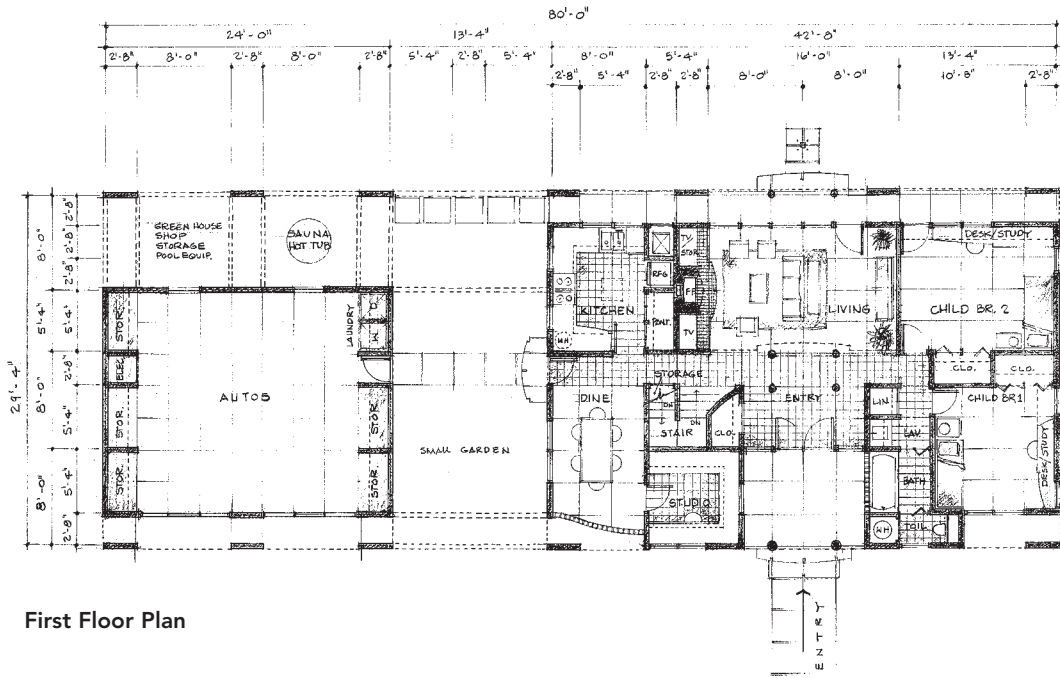 80'-0"
24'-0" 13'-4" 42'-8"
2'-8" 8'-0" 2'-8" 8'-0" 2'-8" 5'-4" 2'-8" 5'-4" 8'-0" 5'-4" 16'-0" 13'-4"
2'-8" 5'-4" 2'-8" 2'-8" 8'-0" 8'-0" 10'-8" 2'-8"
29'-4"
8'-0" 5'-4" 8'-0" 8'-0"
2'-8" 2'-8" 2'-8" 5'-4" 2'-8" 5'-4" 5'-4" 2'-8"
GREEN HOUSE
SHOP
STORAGE
POOL EQUIP.
SAUNA
HOT TUB
STOR.
ELEC.
STOR.
STOR.
AUTOS
LAUNDRY
D
W
STOR.
STOR.
SMALL GARDEN
KITCHEN
WH
RFG
PANT.
TV
STOR.
FP
TV
LIVING
DESK/STUDY
CHILD BR. 2
CLO.
CLO.
STORAGE
DINE
DN
DN
STAIR
CLO.
ENTRY
LIN
LAV.
CHILD BR 1
DESK/STUDY
BATH
STUDIO
WH
TOIL.
ENTRY
First Floor Plan